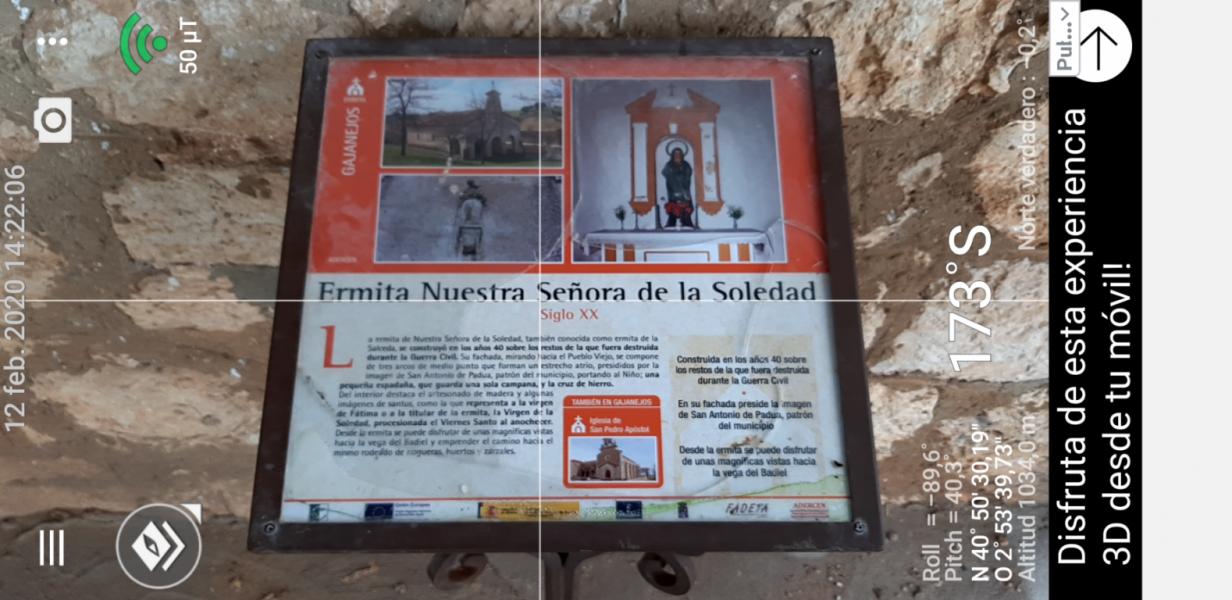 12 feb. 2020 14:22:06
50 µT
GAJANEJOS
ERMITA
ADERCEN
Ermita Nuestra Señora de la Soledad
Siglo XX
La ermita de Nuestra Señora de la Soledad, también conocida como ermita de la
Salceda, se construyó en los años 40 sobre los restos de la que fuera destruida
durante la Guerra Civil. Su fachada, mirando hacia el Pueblo Viejo, se compone
de tres arcos de medio punto que forman un estrecho atrio, presididos por la
imagen de San Antonio de Padua, patrón del municipio, portando al Niño; una
pequeña espadaña, que guarda una sola campana, y la cruz de hierro.
Del interior destaca el artesonado de madera y algunas
imágenes de santos, como la que representa a la virgen
de Fátima o a la titular de la ermita, la Virgen de la
Soledad, procesionada el Viernes Santo al anochecer.
Desde la ermita se puede disfrutar de unas magníficas vistas
hacia la vega del Badiel y emprender el camino hacia el
mismo rodeado de nogueras, huertos y zarzales.
TAMBIÉN EN GAJANEJOS
Iglesia de
San Pedro Apóstol
Construida en los años 40 sobre
los restos de la que fuera destruida
durante la Guerra Civil
En su fachada preside la imagen
de San Antonio de Padua, patrón
del municipio
Desde la ermita se puede disfrutar
de unas magníficas vistas hacia
la vega del Badiel
Unión Europea
FADETA
ADERCEN
Roll = -89,6°
Pitch = 40,3°
N 40° 50' 30,19"
O 2° 53' 39,73"
Altitud 1034,0 m
173°S
Norte verdadero : -0,2°
Disfruta de esta experiencia
3D desde tu móvil!
Pul...